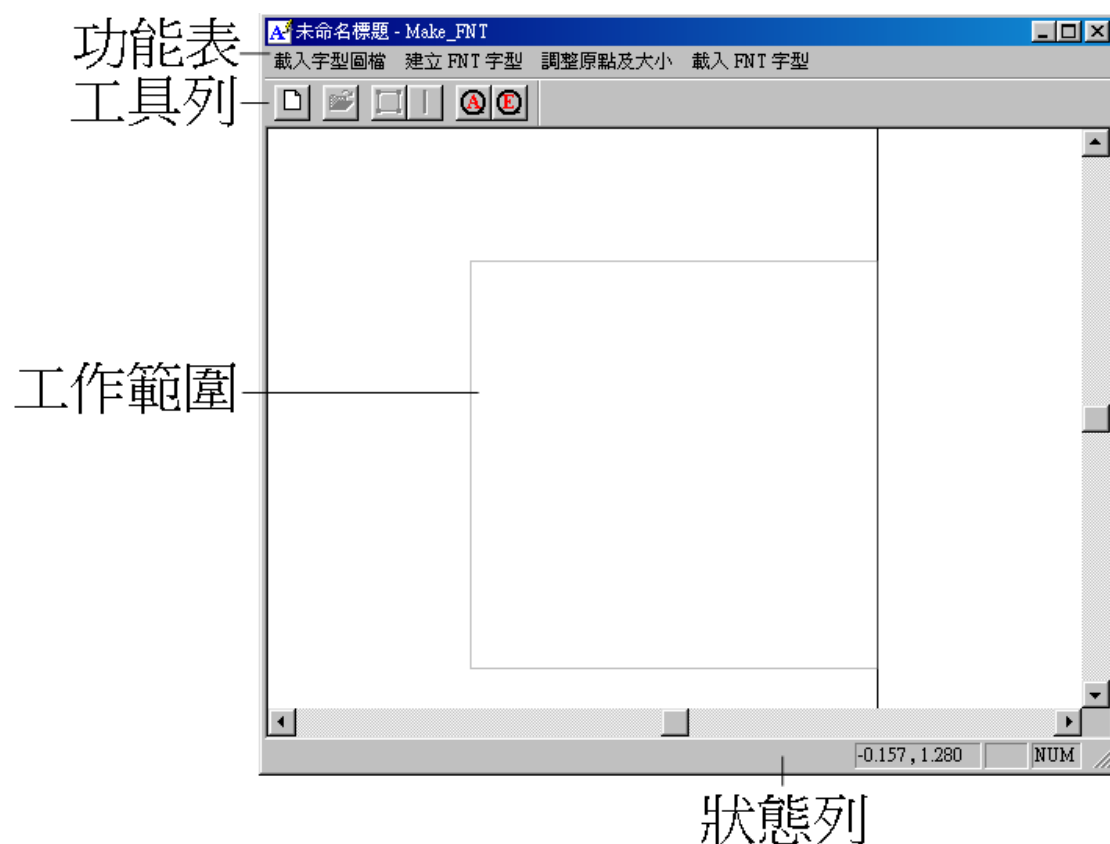 功能表
未命名標題 - Make_FNT
載入字型圖檔 建立 FNT 字型 調整原點及大小 載入 FNT 字型
工具列
A E
工作範圍
-0.157 , 1.280 NUM
狀態列